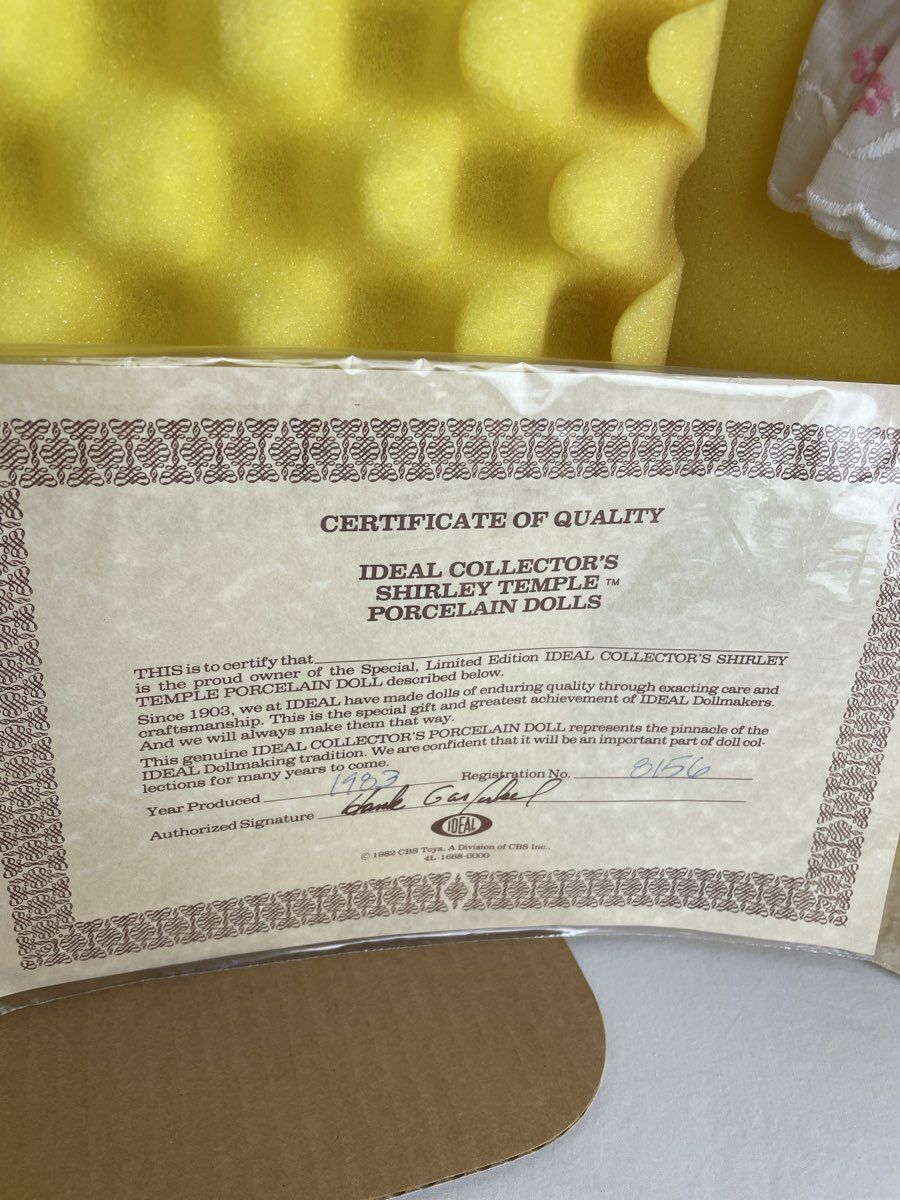 CERTIFICATE OF QUALITY
IDEAL COLLECTOR'S
SHIRLEY TEMPLE ™
PORCELAIN DOLLS
THIS is to certify that
is the proud owner of the Special, Limited Edition IDEAL COLLECTOR'S SHIRLEY
TEMPLE PORCELAIN DOLL described below.
Since 1903, we at IDEAL have made dolls of enduring quality through exacting care and
craftsmanship. This is the special gift and greatest achievement of IDEAL Dollmakers.
And we will always make them that way.
This genuine IDEAL COLLECTOR'S PORCELAIN DOLL represents the pinnacle of the
IDEAL Dollmaking tradition. We are confident that it will be an important part of doll col-
lections for many years to come.
Year Produced 1983 Registration No. 8156
Authorized Signature
IDEAL
© 1982 CBS Toys, A Division of CBS Inc.,
4L-1668-0000